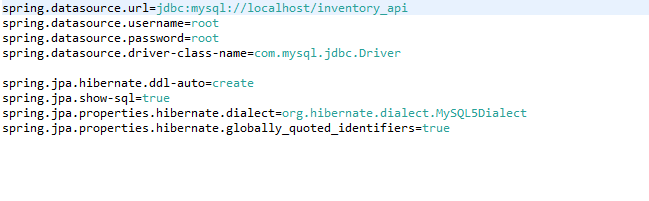 spring.datasource.url=jdbc:mysql://localhost/inventory_api
spring.datasource.username=root
spring.datasource.password=root
spring.datasource.driver-class-name=com.mysql.jdbc.Driver
spring.jpa.hibernate.ddl-auto=create
spring.jpa.show-sql=true
spring.jpa.properties.hibernate.dialect=org.hibernate.dialect.MySQL5Dialect
spring.jpa.properties.hibernate.globally_quoted_identifiers=true